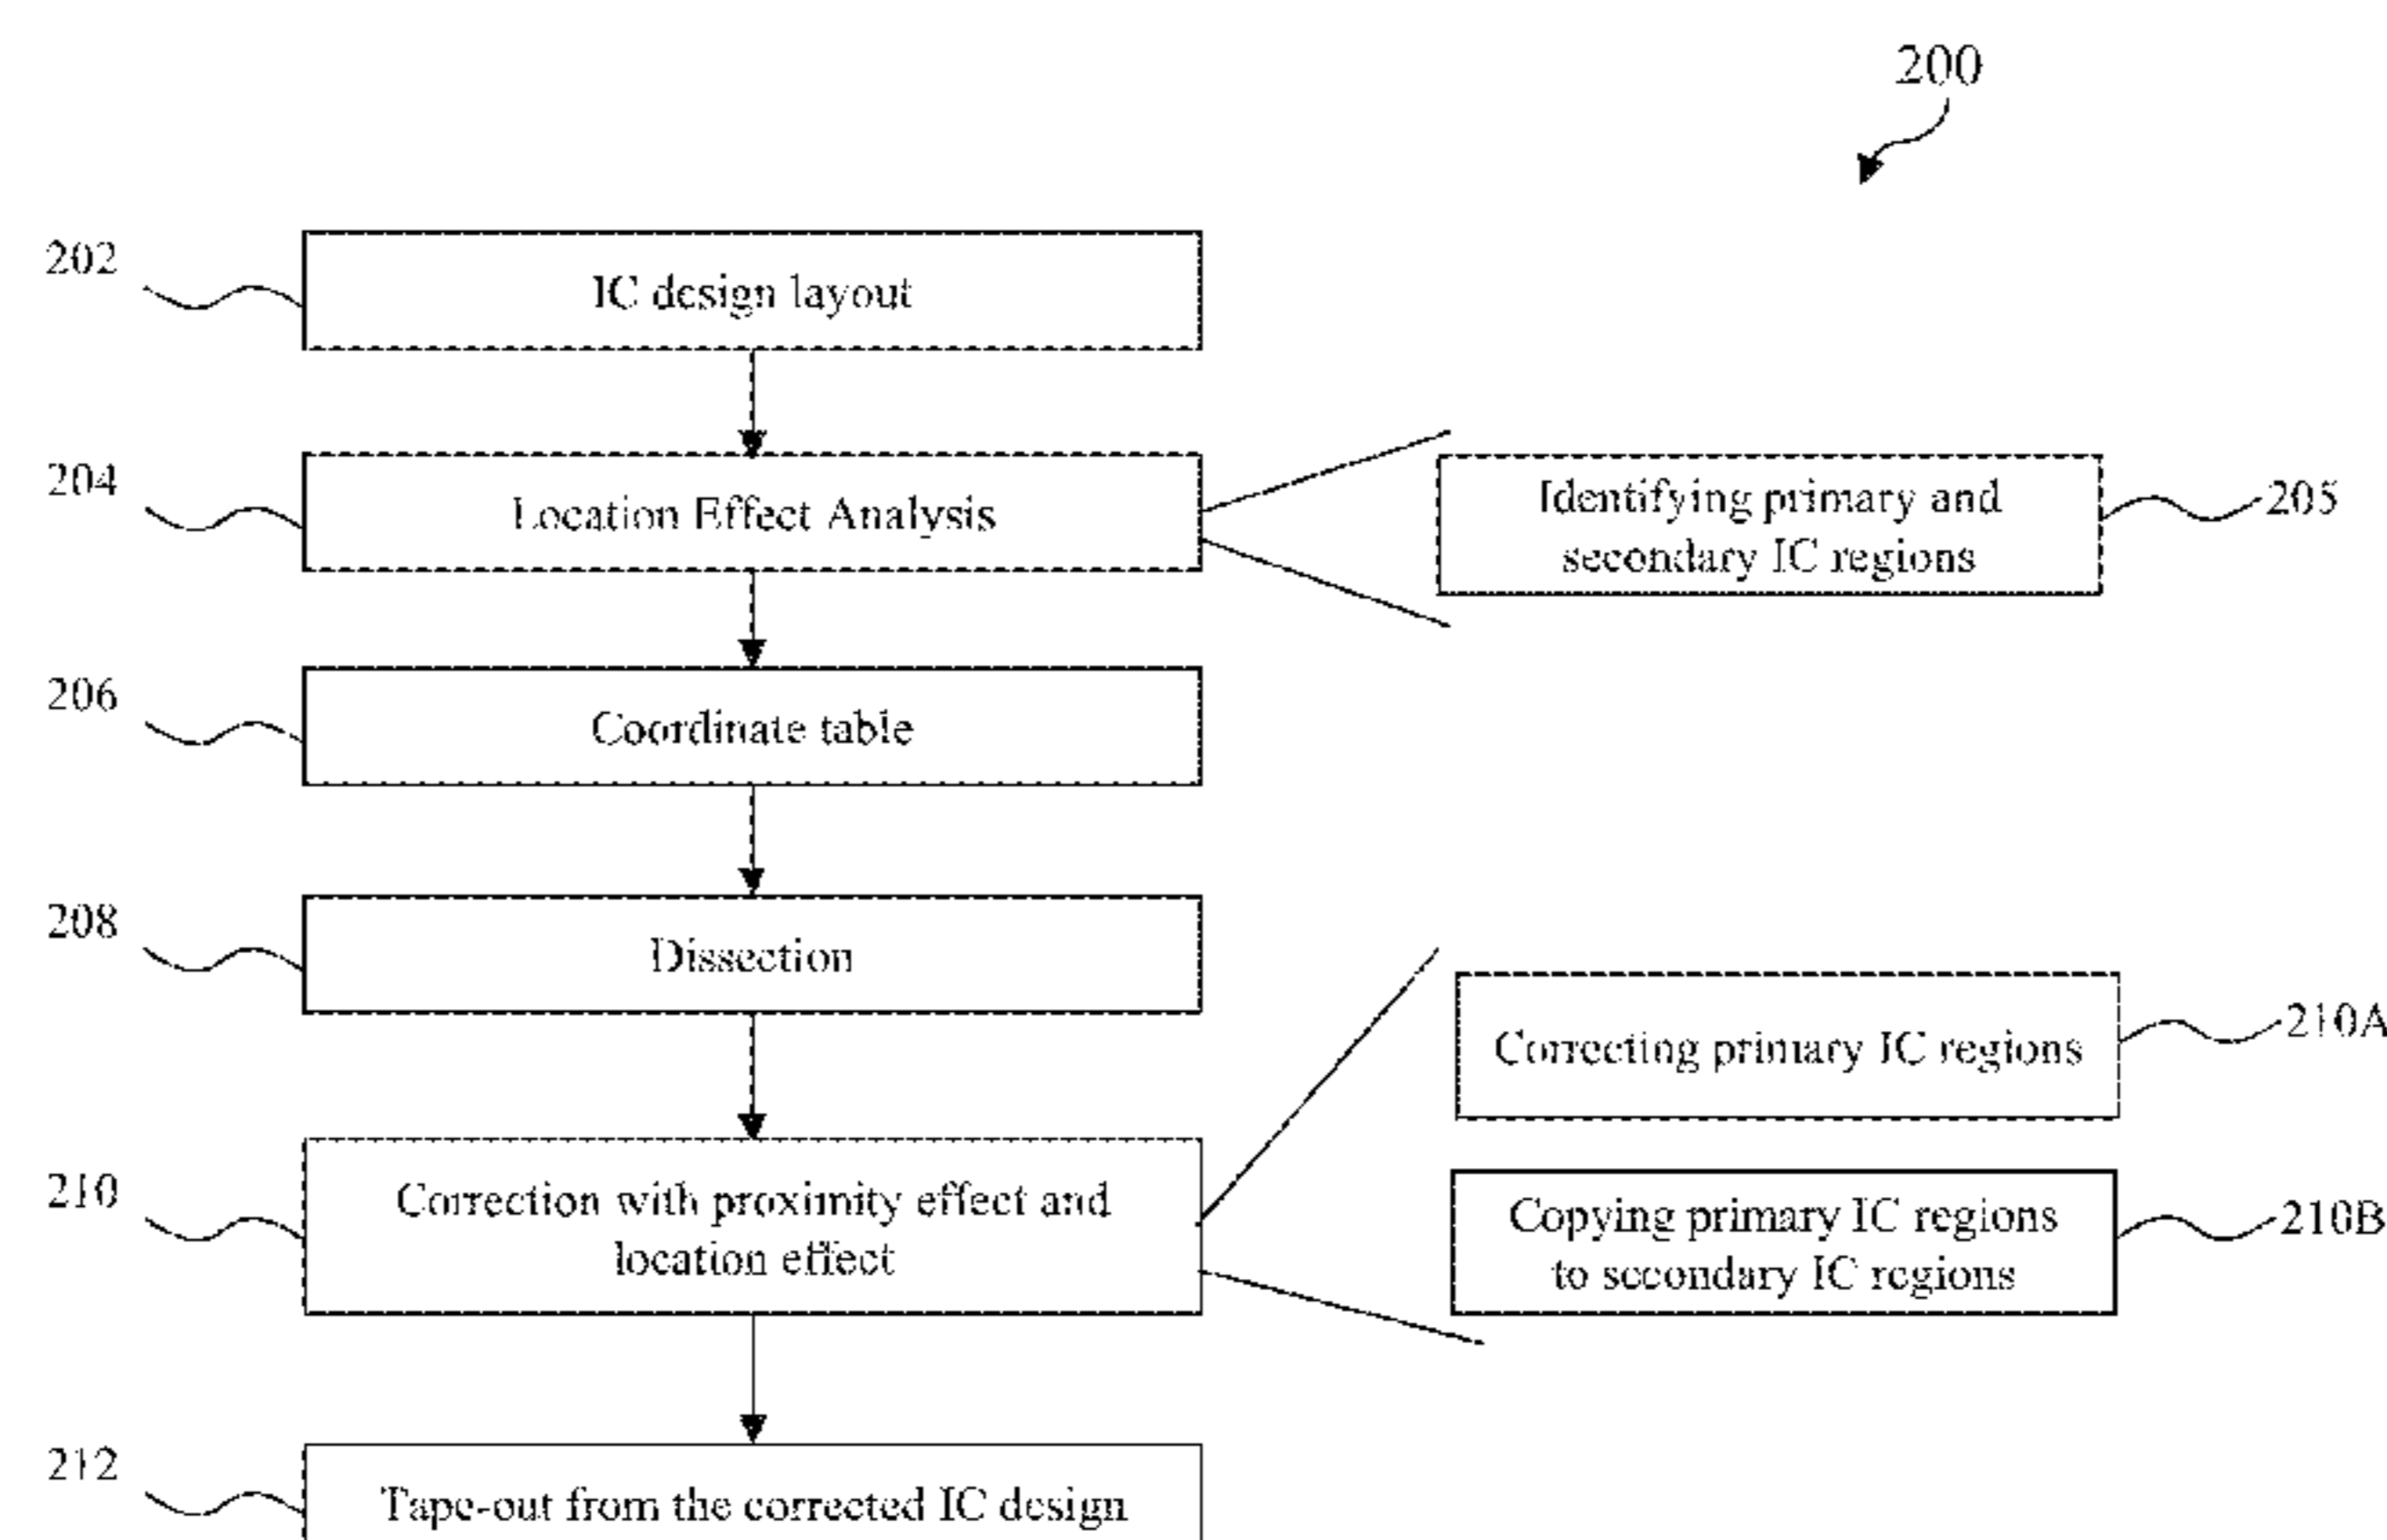 200
202
IC design layout
204
Location Effect Analysis
Identifying primary and
secondary IC regions
205
206
Coordinate table
208
Dissection
Correcting primary IC regions
210A
210
Correction with proximity effect and
location effect
Copying primary IC regions
to secondary IC regions
210B
212
Tape-out from the corrected IC design